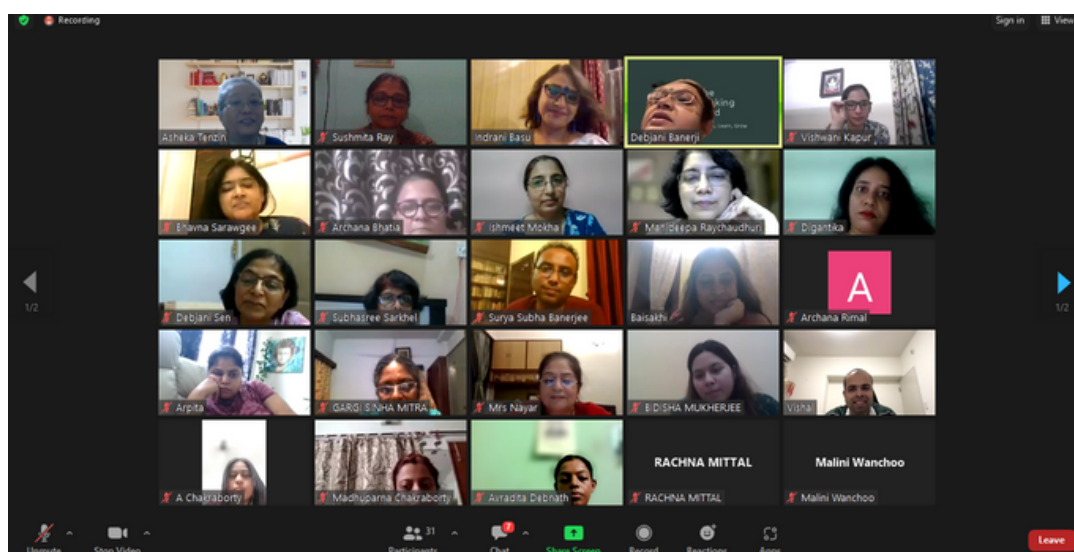 Recording
Sign in
View
Asheka Tenzin
Sushmita Ray
Indrani Basu
Debjani Banerji
Vishwani Kapur
Bhavna Sarawgee
Archana Bhatia
Ishmeet Mokha
Manideepa Raychaudhuri
Digantika
1/2
Debjani Sen
Subhasree Sarkhel
Surya Subha Banerjee
Baisakhi
A
Archana Rimal
1/2
Arpita
GARGI SINHA MITRA
Mrs Nayar
BIDISHA MUKHERJEE
Vishal
A Chakraborty
Madhuparna Chakraborty
Avradita Debnath
RACHNA MITTAL
RACHNA MITTAL
Malini Wanchoo
Malini Wanchoo
Unmute
Stop Video
31
Participants
7
Chat
Share Screen
Record
Reactions
Apps
Leave